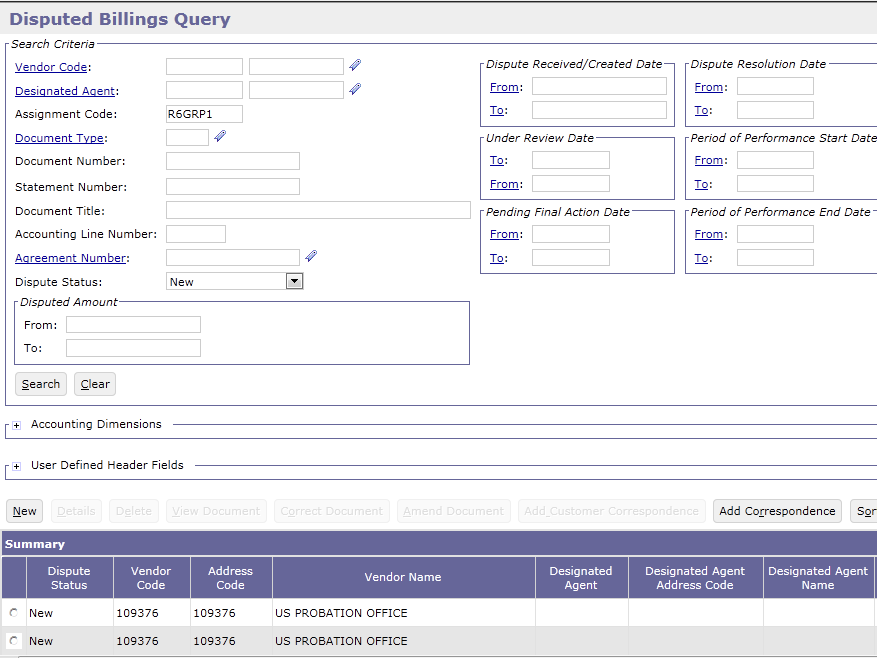 Disputed Billings Query
Search Criteria
Vendor Code:
Designated Agent:
Assignment Code: R6GRP1
Document Type:
Document Number:
Statement Number:
Document Title:
Accounting Line Number:
Agreement Number:
Dispute Status: New
Disputed Amount
From:
To:
Dispute Received/Created Date
From:
To:
Under Review Date
To:
From:
Pending Final Action Date
From:
To:
Dispute Resolution Date
From:
To:
Period of Performance Start Date
From:
To:
Period of Performance End Date
From:
To:
Search Clear
Accounting Dimensions
User Defined Header Fields
New Details Delete View Document Correct Document Amend Document Add Customer Correspondence Add Correspondence Sor
Summary
Dispute Status Vendor Code Address Code Vendor Name Designated Agent Designated Agent Address Code Designated Agent Name
New 109376 109376 US PROBATION OFFICE
New 109376 109376 US PROBATION OFFICE